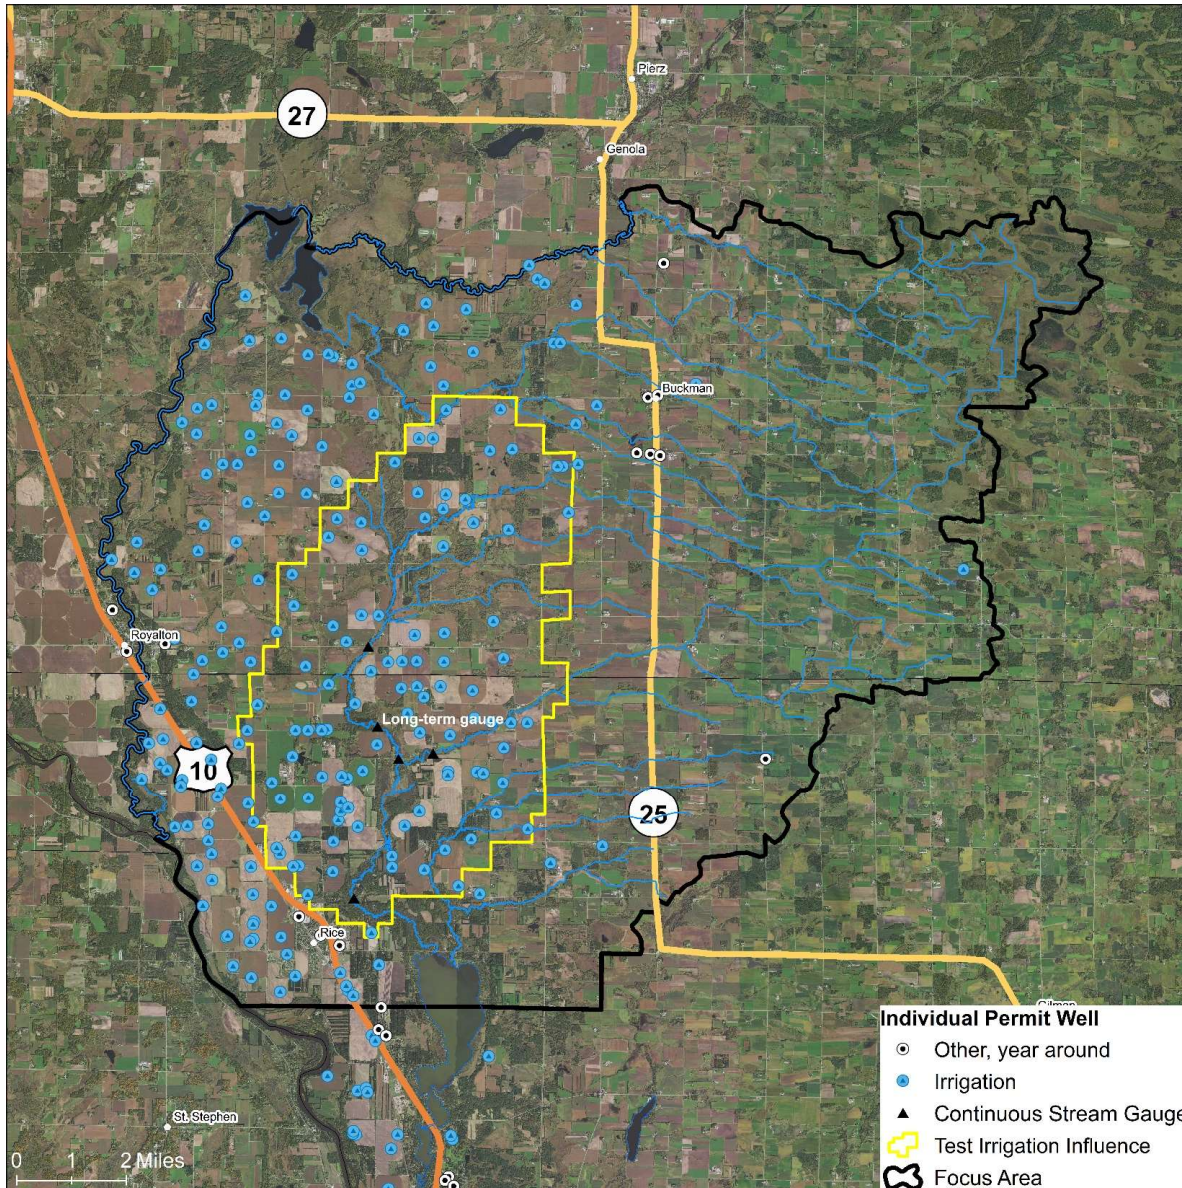 27
Pierz
Genola
Buckman
Royalton
Long-term gauge
10
25
Rice
Individual Permit Well
Other, year around
Irrigation
Continuous Stream Gauge
Test Irrigation Influence
Focus Area
St. Stephen
0 1 2 Miles